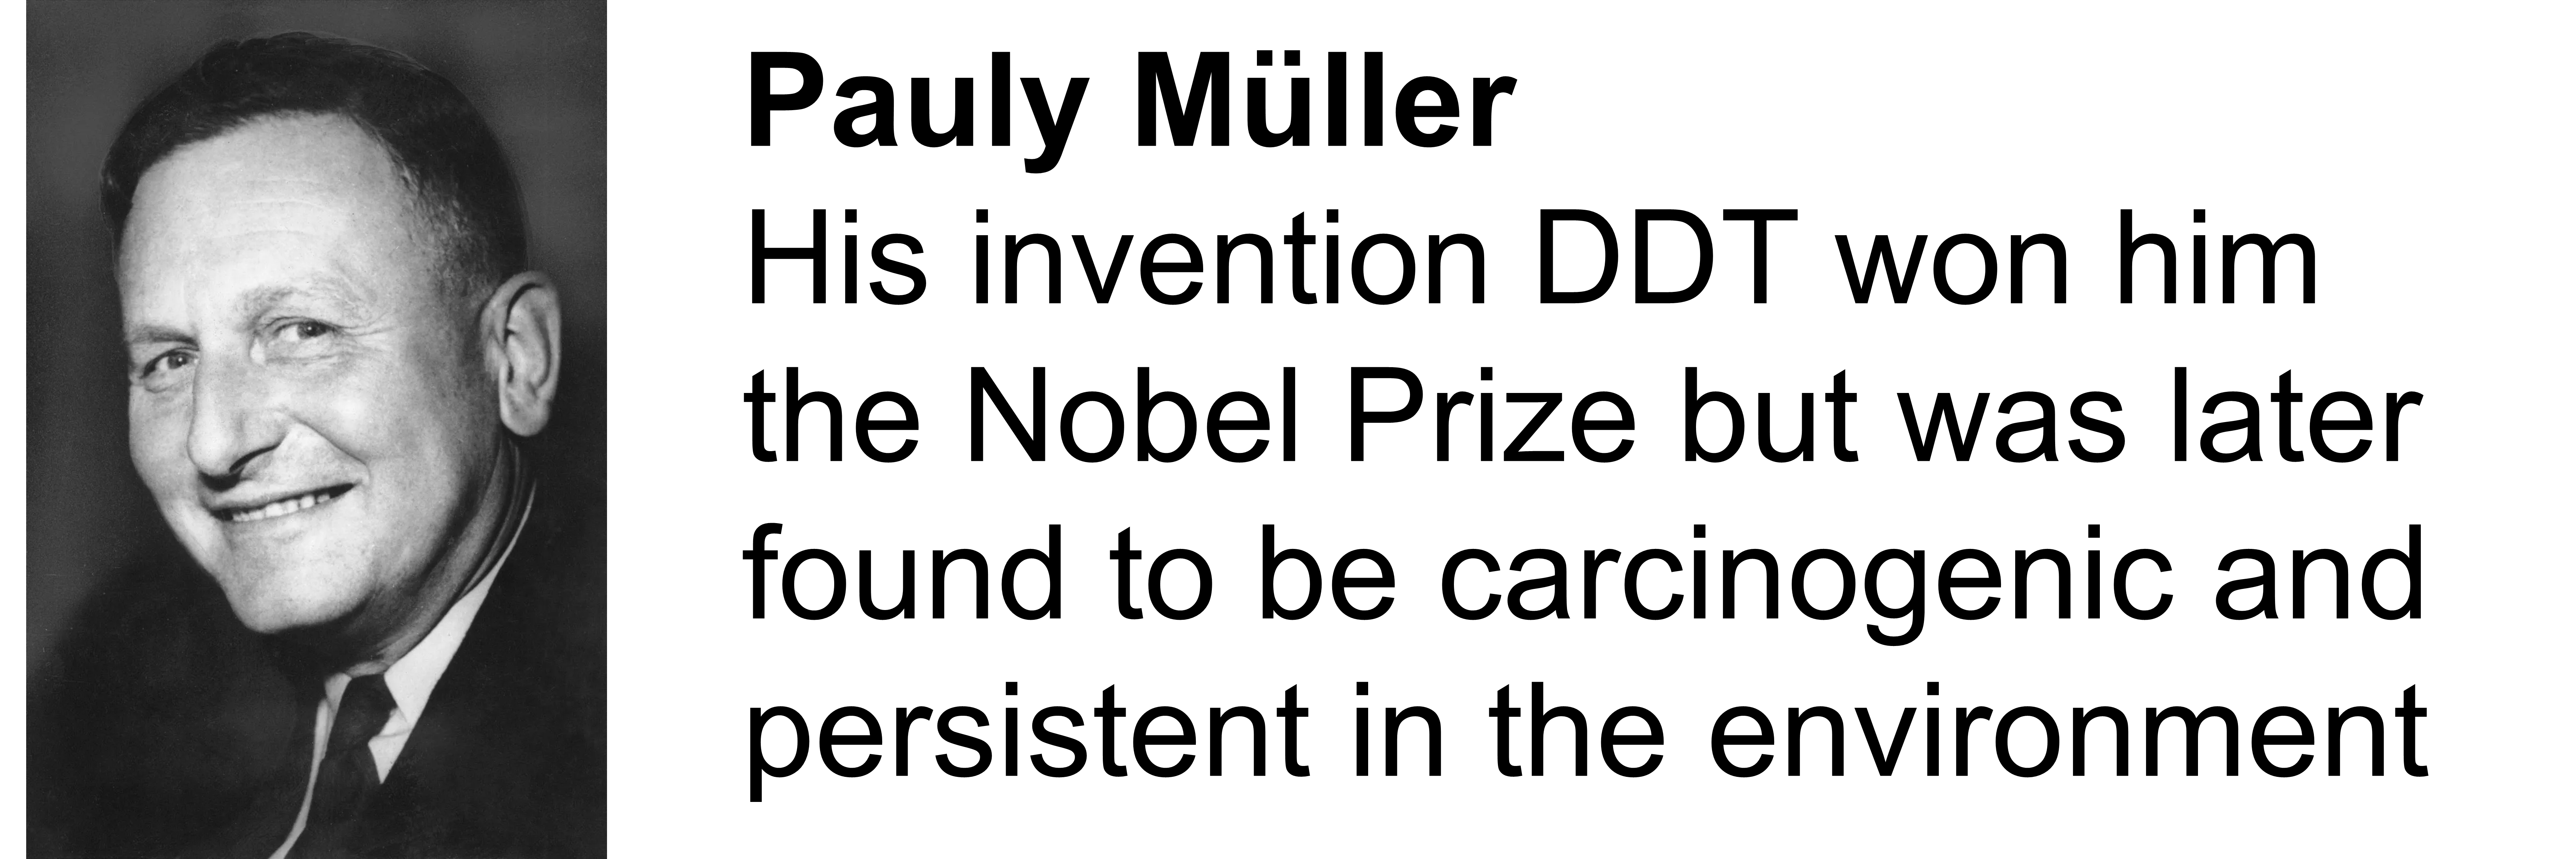 Pauly Müller
His invention DDT won him
the Nobel Prize but was later
found to be carcinogenic and
persistent in the environment